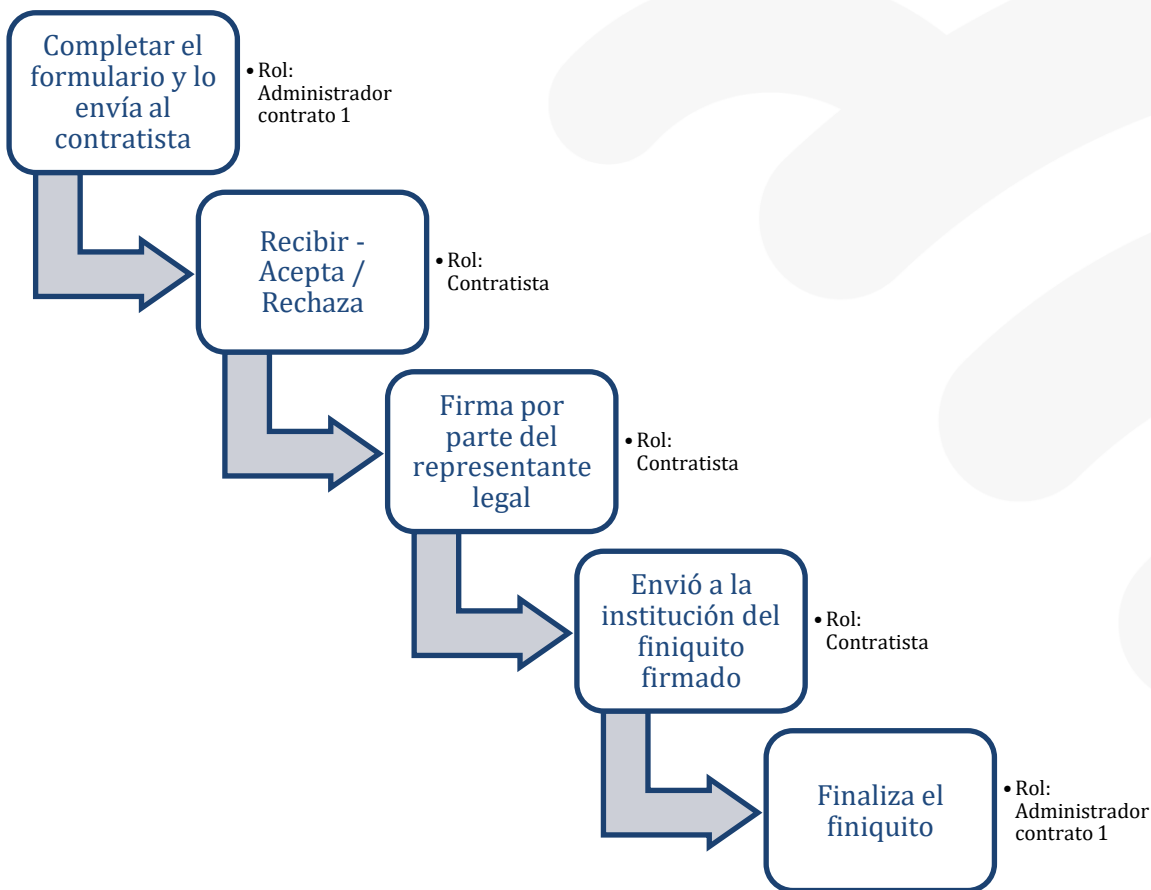 Completar el
formulario y lo
envía al
contratista
• Rol:
Administrador
contrato 1
Recibir -
Acepta /
Rechaza
• Rol:
Contratista
Firma por
parte del
representante
legal
• Rol:
Contratista
Envió a la
institución del
finiquito
firmado
• Rol:
Contratista
Finaliza el
finiquito
• Rol:
Administrador
contrato 1